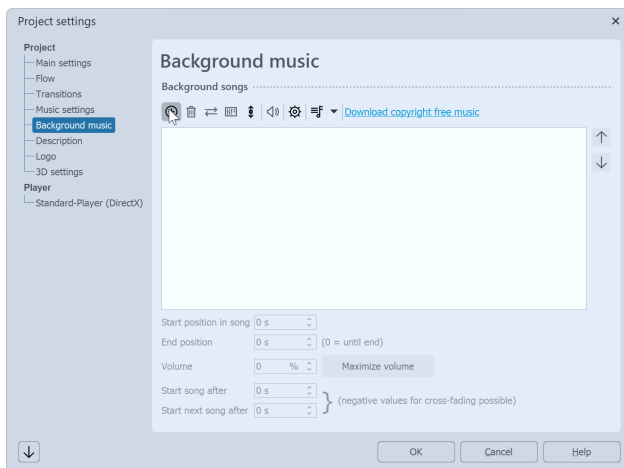 Project settings
Project
Main settings
Flow
Transitions
Music settings
Background music
Description
Logo
3D settings
Player
Standard-Player (DirectX)
Background music
Background songs
Download copyright free music
Start position in song 0 s
End position 0 s (0 = until end)
Volume 0 % Maximize volume
Start song after 0 s
(negative values for cross-fading possible)
Start next song after 0 s
OK Cancel Help